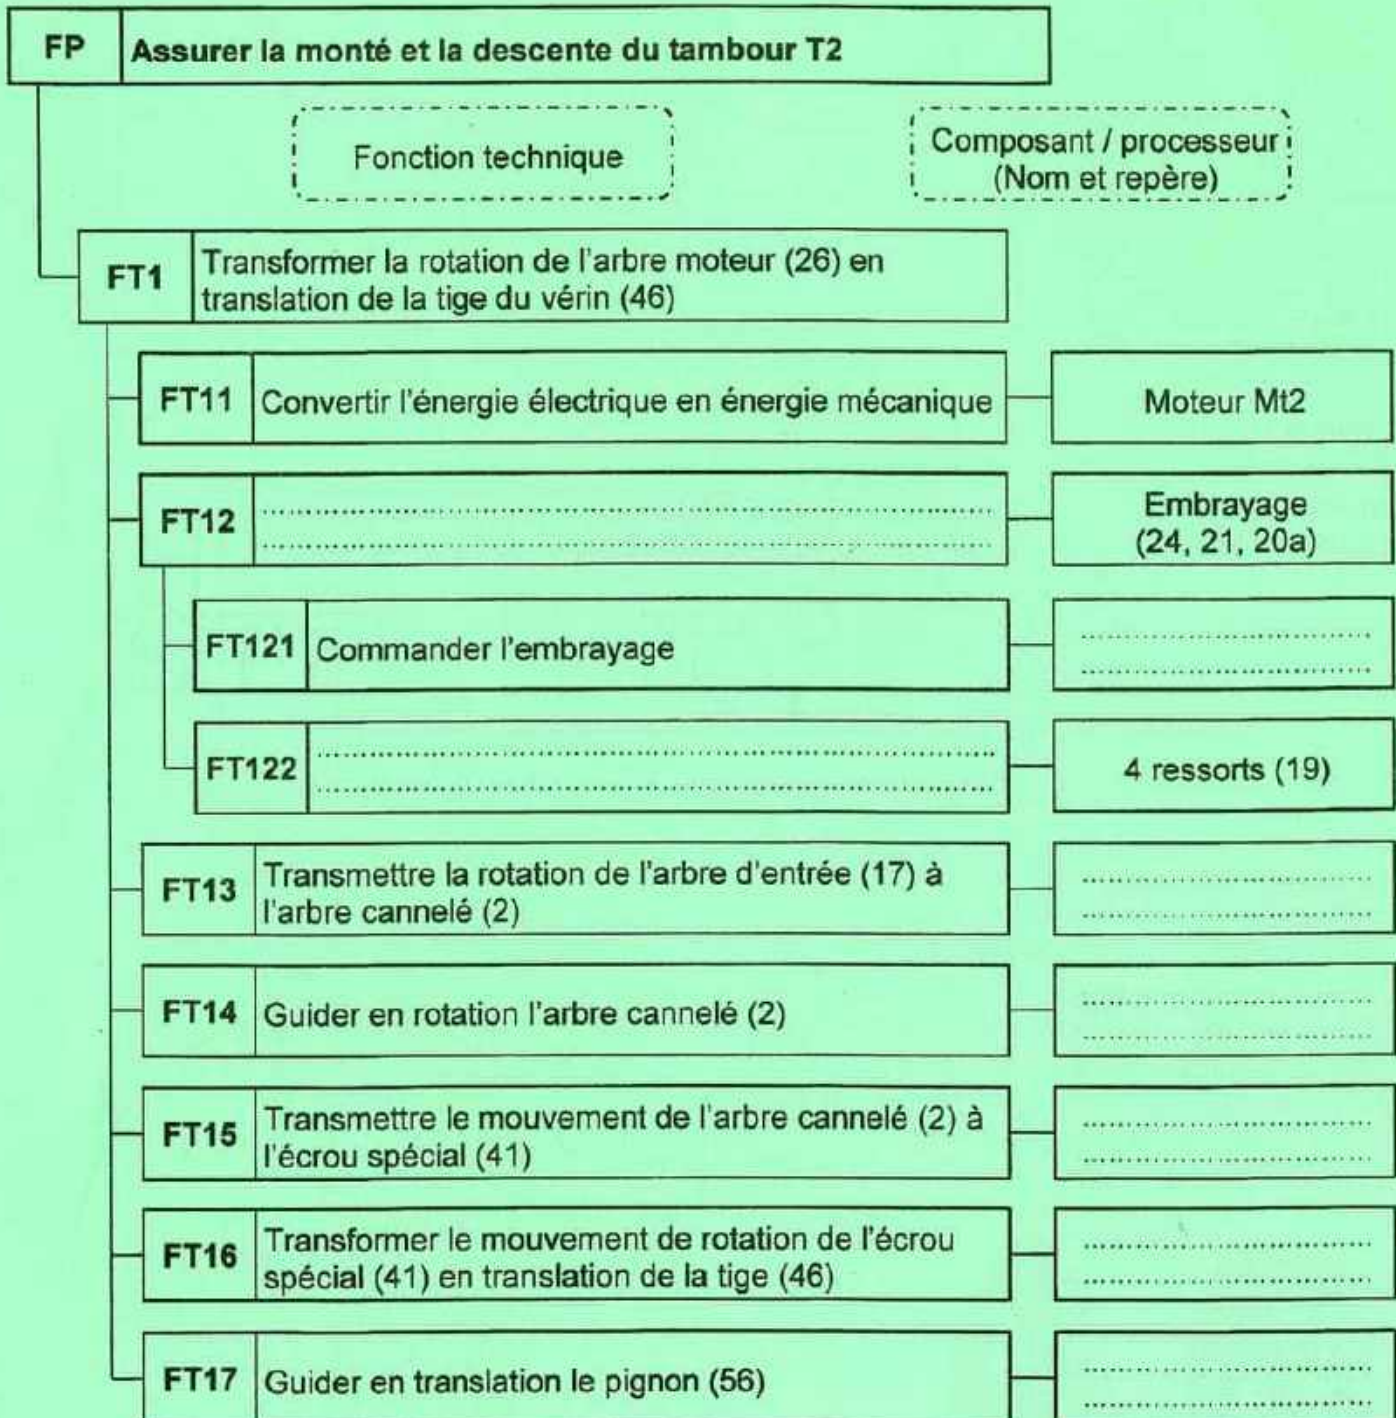 FP Assurer la monté et la descente du tambour T2
Fonction technique
Composant / processeur
(Nom et repère)
FT1 Transformer la rotation de l'arbre moteur (26) en
translation de la tige du vérin (46)
FT11 Convertir l'énergie électrique en énergie mécanique
Moteur Mt2
FT12
Embrayage
(24, 21, 20a)
FT121 Commander l'embrayage
FT122
4 ressorts (19)
FT13 Transmettre la rotation de l'arbre d'entrée (17) à
l'arbre cannelé (2)
FT14 Guider en rotation l'arbre cannelé (2)
FT15 Transmettre le mouvement de l'arbre cannelé (2) à
l'écrou spécial (41)
FT16 Transformer le mouvement de rotation de l'écrou
spécial (41) en translation de la tige (46)
FT17 Guider en translation le pignon (56)